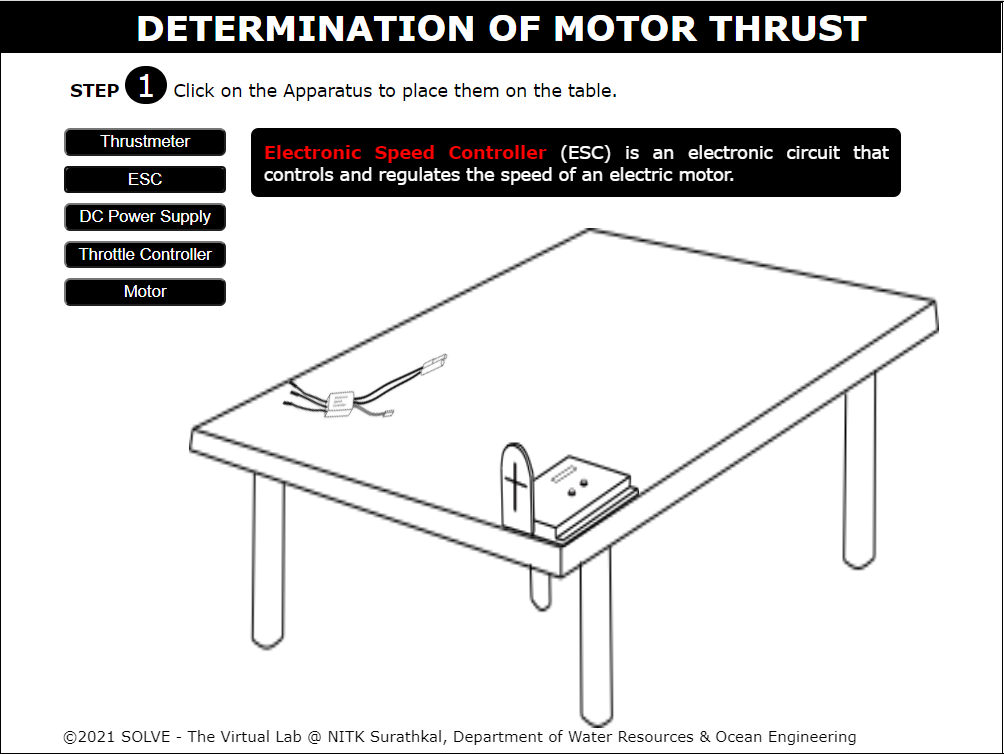 DETERMINATION OF MOTOR THRUST
STEP 1 Click on the Apparatus to place them on the table.
Thrustmeter
ESC
DC Power Supply
Throttle Controller
Motor
Electronic Speed Controller (ESC) is an electronic circuit that
controls and regulates the speed of an electric motor.
©2021 SOLVE - The Virtual Lab @ NITK Surathkal, Department of Water Resources & Ocean Engineering